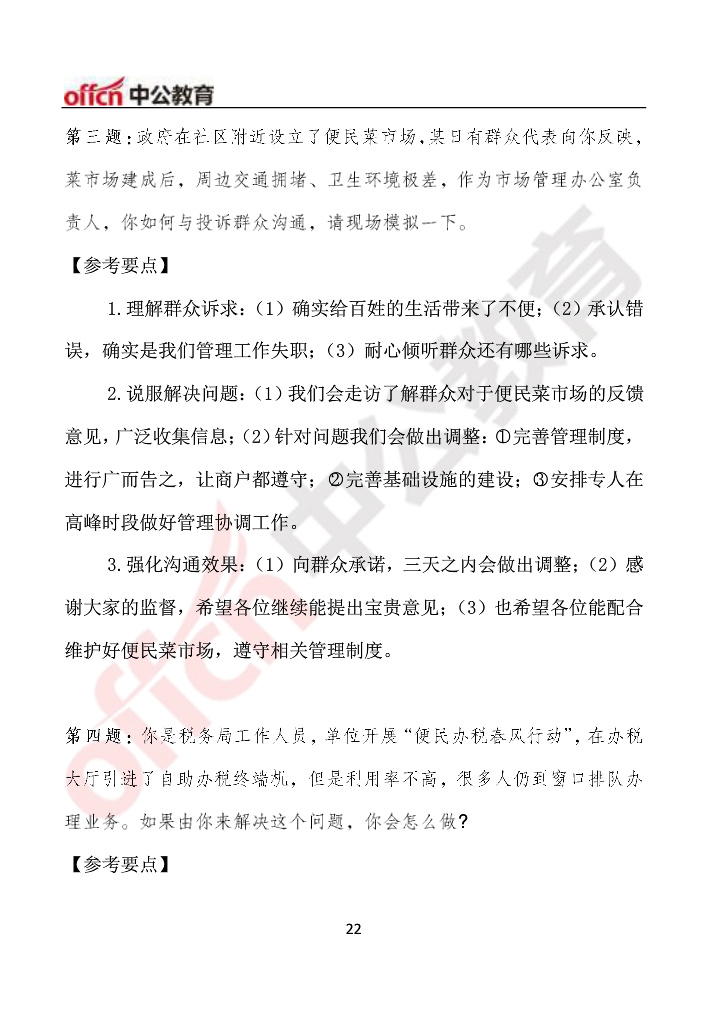 offcn 中公教育
第三题：政府在社区附近设立了便民菜市场，某日有群众代表向你反映，
菜市场建成后，周边交通拥堵、卫生环境极差，作为市场管理办公室负
责人，你如何与投诉群众沟通，请现场模拟一下。
【参考要点】
1.理解群众诉求：（1）确实给百姓的生活带来了不便；（2）承认错
误，确实是我们管理工作失职；（3）耐心倾听群众还有哪些诉求。
2.说服解决问题：（1）我们会走访了解群众对于便民菜市场的反馈
意见，广泛收集信息；（2）针对问题我们会做出调整：①完善管理制度，
进行广而告之，让商户都遵守；②完善基础设施的建设；③安排专人在
高峰时段做好管理协调工作。
3.强化沟通效果：（1）向群众承诺，三天之内会做出调整；（2）感
谢大家的监督，希望各位继续能提出宝贵意见；（3）也希望各位能配合
维护好便民菜市场，遵守相关管理制度。
第四题：你是税务局工作人员，单位开展“便民办税春风行动”，在办税
大厅引进了自助办税终端机，但是利用率不高，很多人仍到窗口排队办
理业务。如果由你来解决这个问题，你会怎么做？
【参考要点】
22
offcn 中公教育